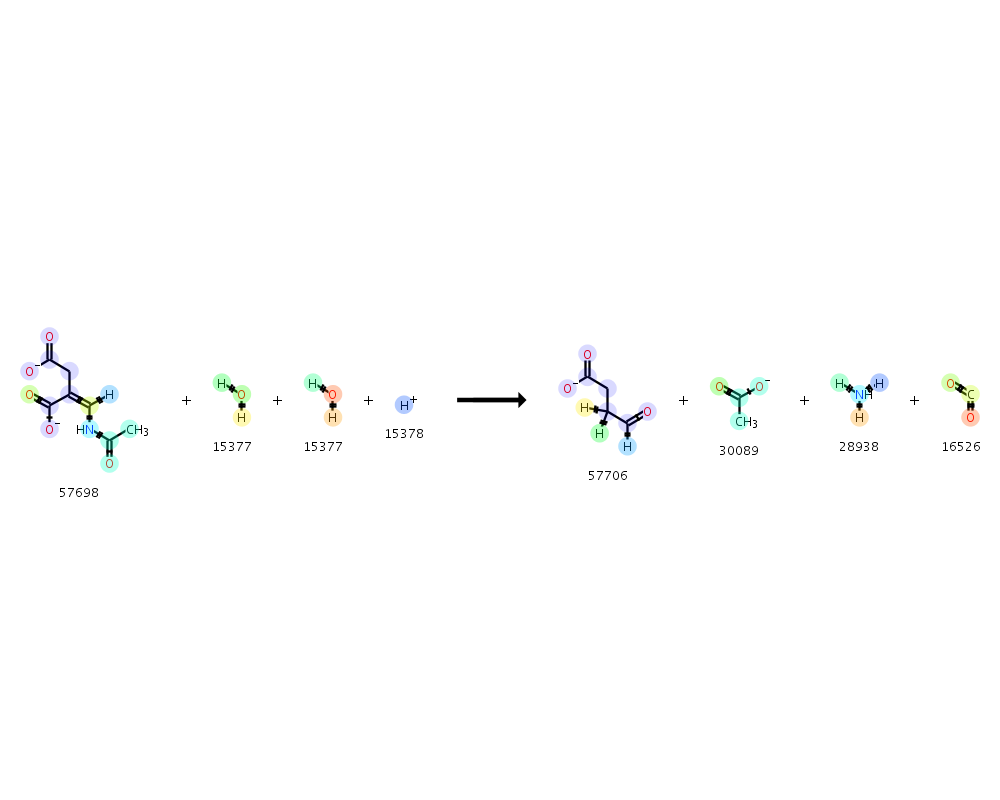 O
O⁻
O
H
O⁻
HN
CH₃
O
57698
+
H
O
H
15377
+
H
O
H
15377
+
H⁺
15378
O
O⁻
H
H
O
H
57706
+
O
O⁻
CH₃
30089
+
H
H
NH
H
28938
+
O
C
O
16526